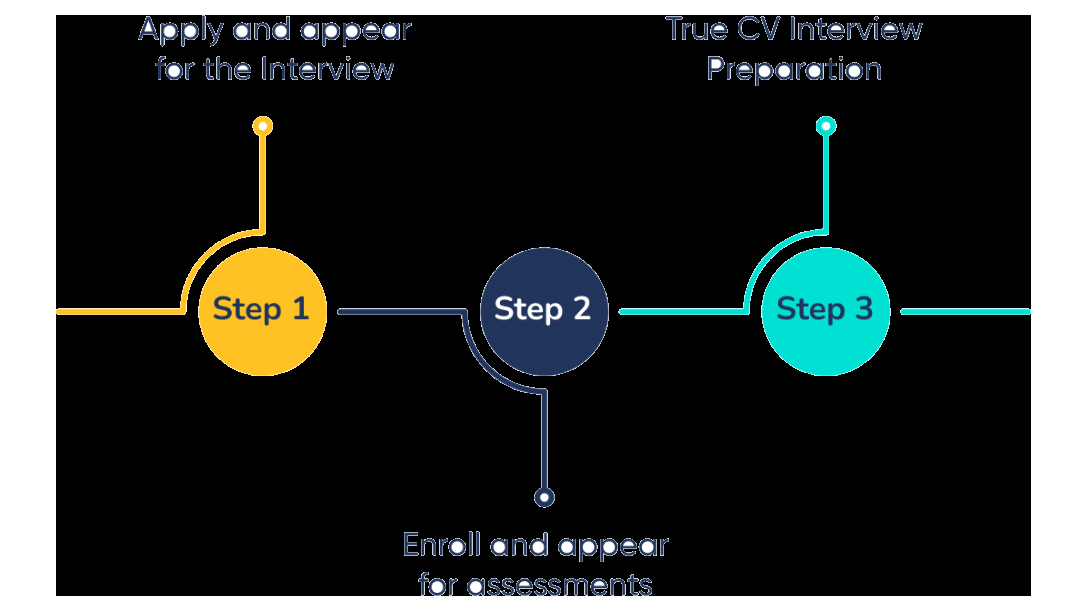 Apply and appear
for the Interview
True CV Interview
Preparation
Step 1
Step 2
Step 3
Enroll and appear
for assessments